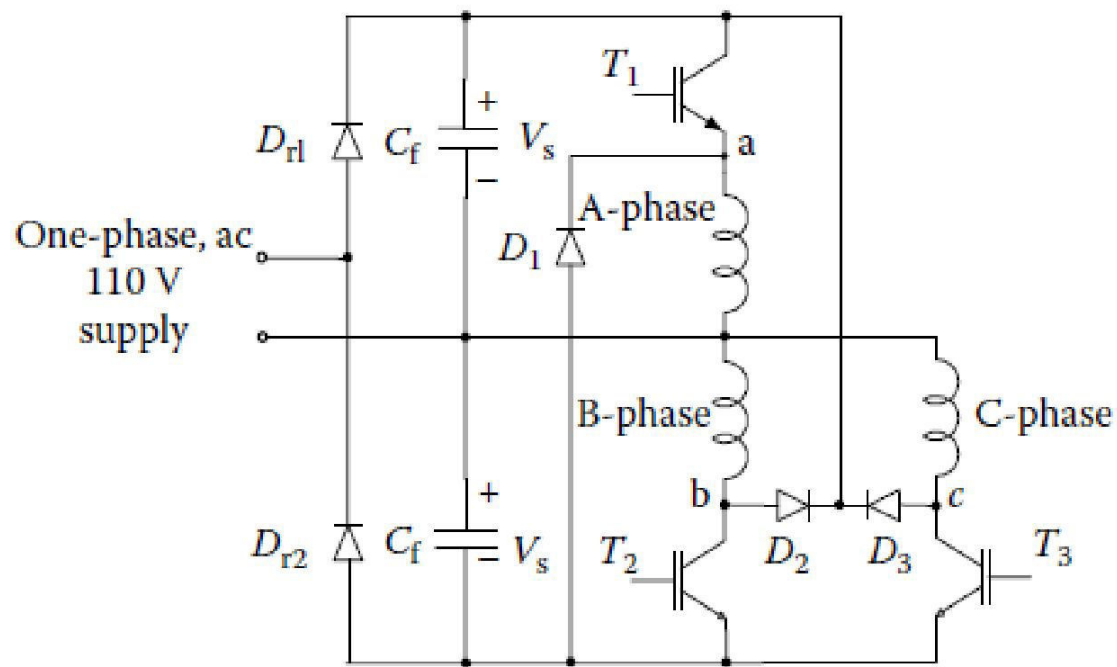 T1
+
Dr1
Cf
Vs
−
a
A-phase
One-phase, ac
110 V
supply
D1
B-phase
C-phase
+
b
c
Dr2
Cf
Vs
−
T2
D2
D3
T3